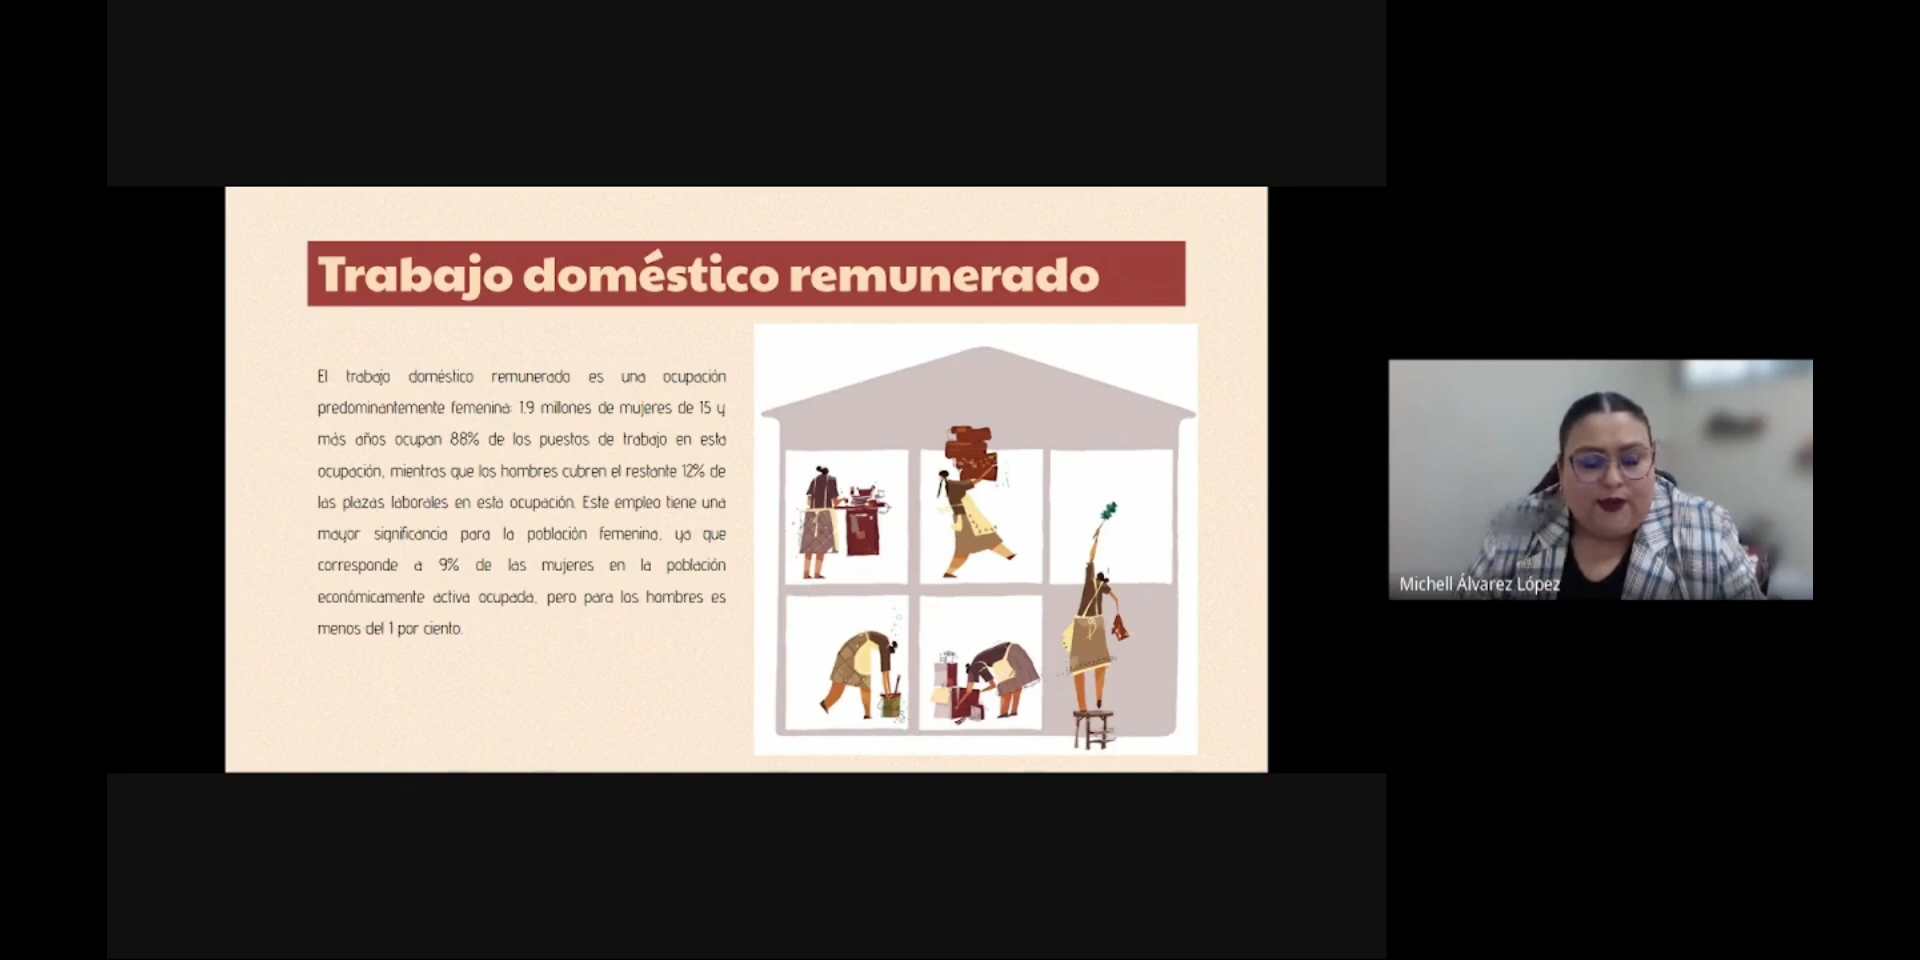 Trabajo doméstico remunerado
El trabajo doméstico remunerado es una ocupación
predominantemente femenina: 1.9 millones de mujeres de 15 y
más años ocupan 88% de los puestos de trabajo en esta
ocupación, mientras que los hombres cubren el restante 12% de
las plazas laborales en esta ocupación. Este empleo tiene una
mayor significancia para la población femenina, ya que
corresponde a 9% de las mujeres en la población
económicamente activa ocupada, pero para los hombres es
menos del 1 por ciento.
Michell Álvarez López